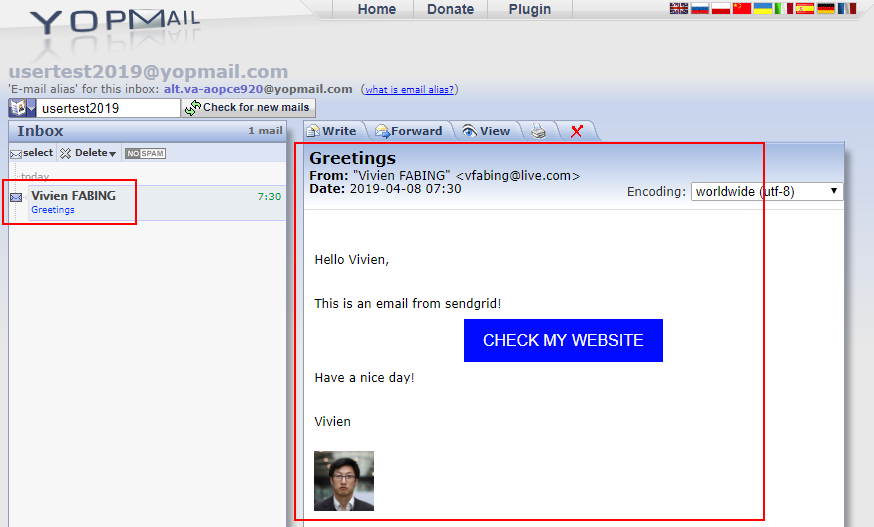 YOPMAIL
Home Donate Plugin
usertest2019@yopmail.com
'E-mail alias' for this inbox: alt.va-aopce920@yopmail.com (what is email alias?)
usertest2019 Check for new mails
Inbox 1 mail
select Delete NO SPAM
today
Vivien FABING 7:30
Greetings
Write Forward View
Greetings
From: "Vivien FABING" <vfabing@live.com>
Date: 2019-04-08 07:30
Encoding: worldwide (utf-8)
Hello Vivien,
This is an email from sendgrid!
CHECK MY WEBSITE
Have a nice day!
Vivien